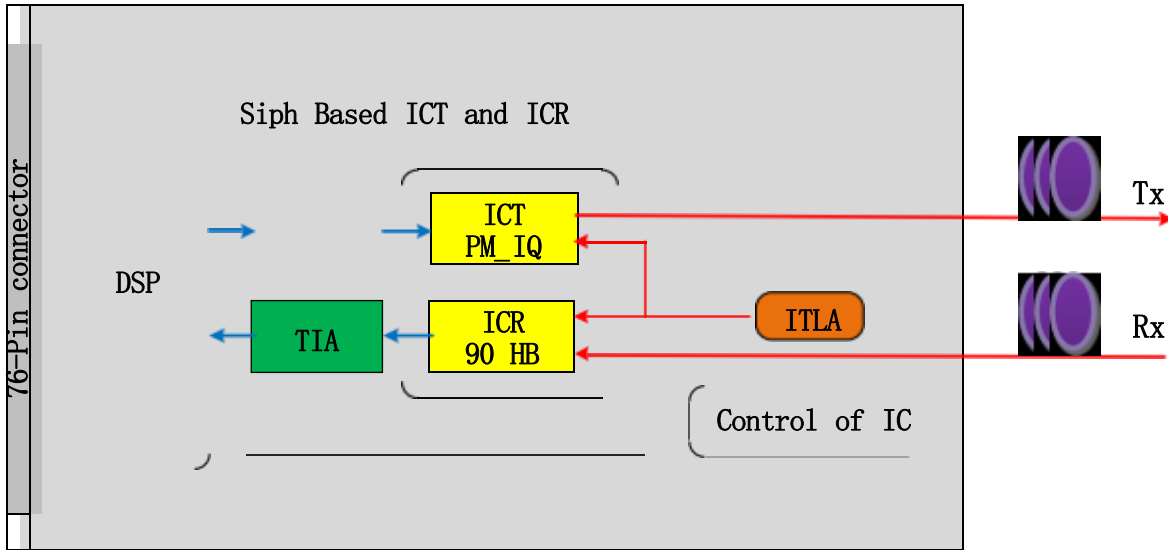 Siph Based ICT and ICR
76-Pin connector
DSP
ICT
PM_IQ
TIA
ICR
90 HB
ITLA
Tx
Rx
Control of IC